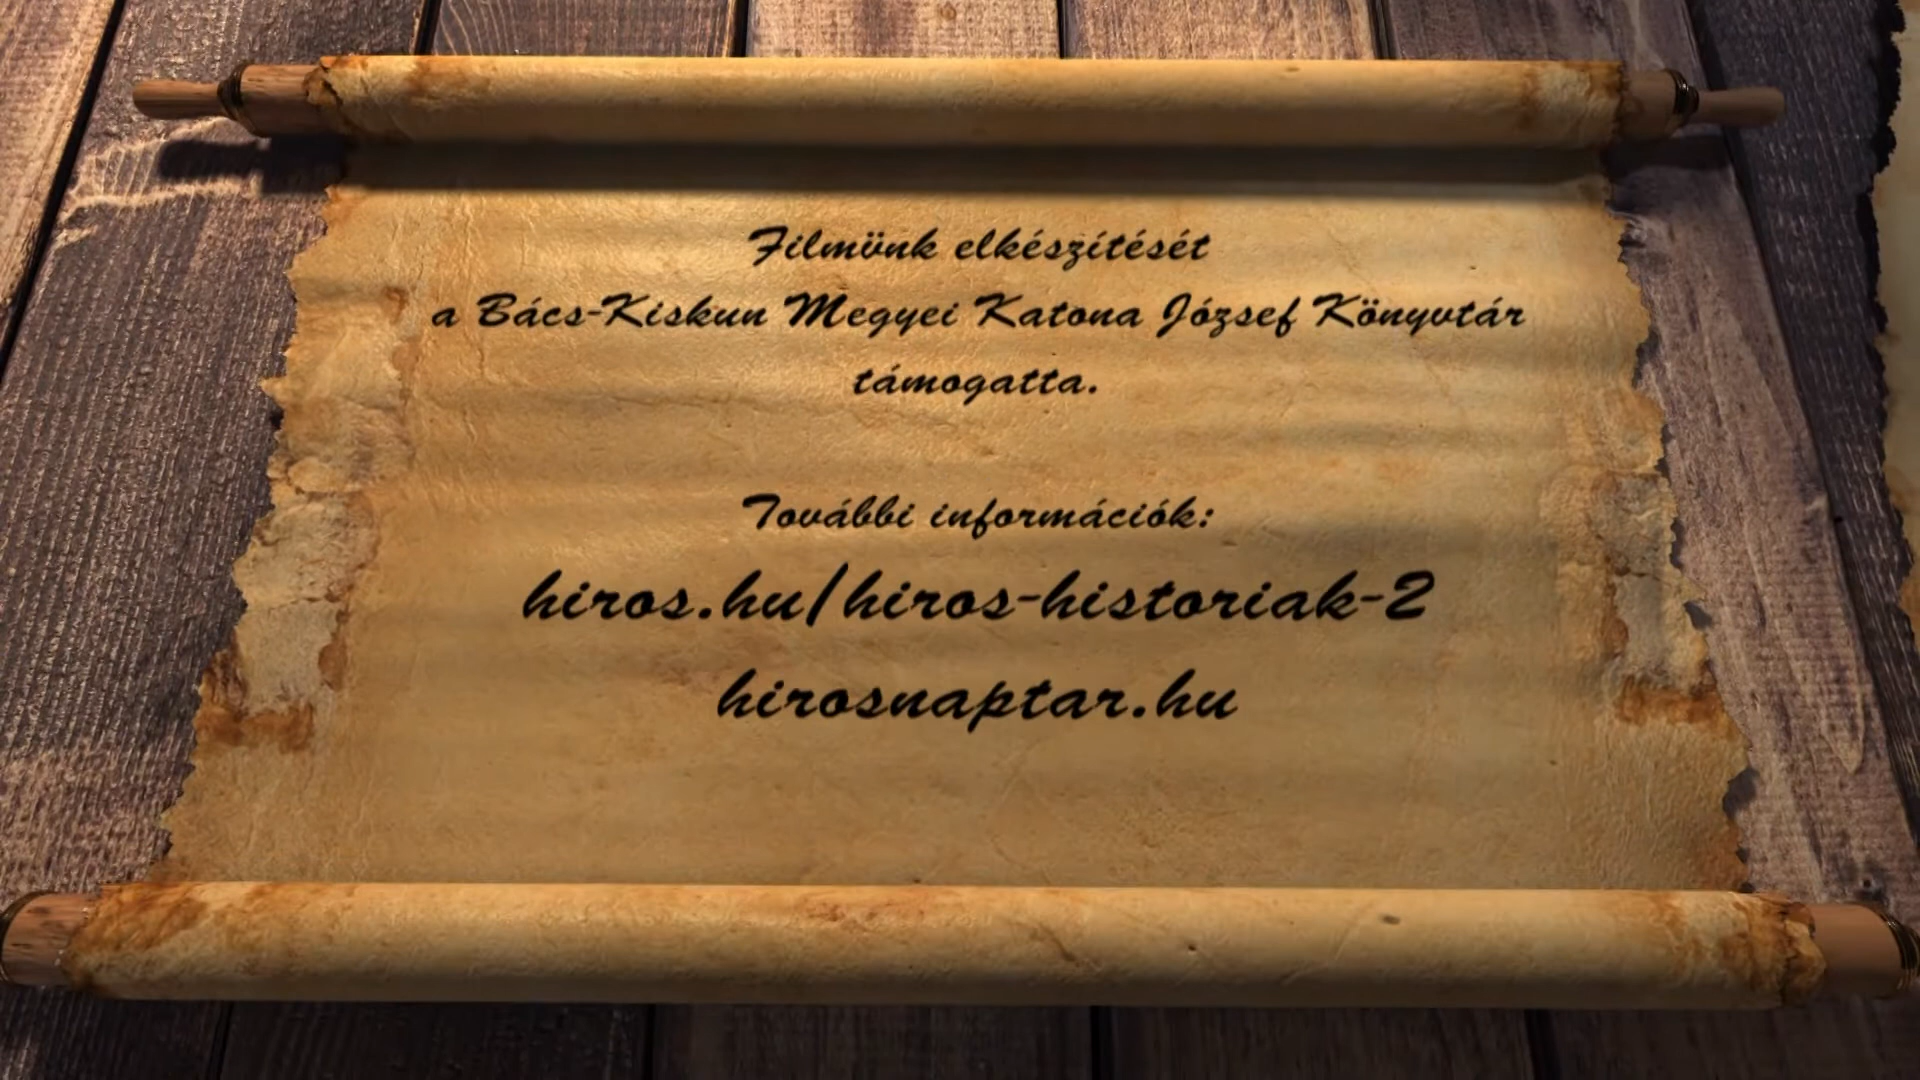 Filmünk elkészítését
a Bács-Kiskun Megyei Katona József Könyvtár
támogatta.
További információk:
hiros.hu/hiros-historiak-2
hirosnaptar.hu